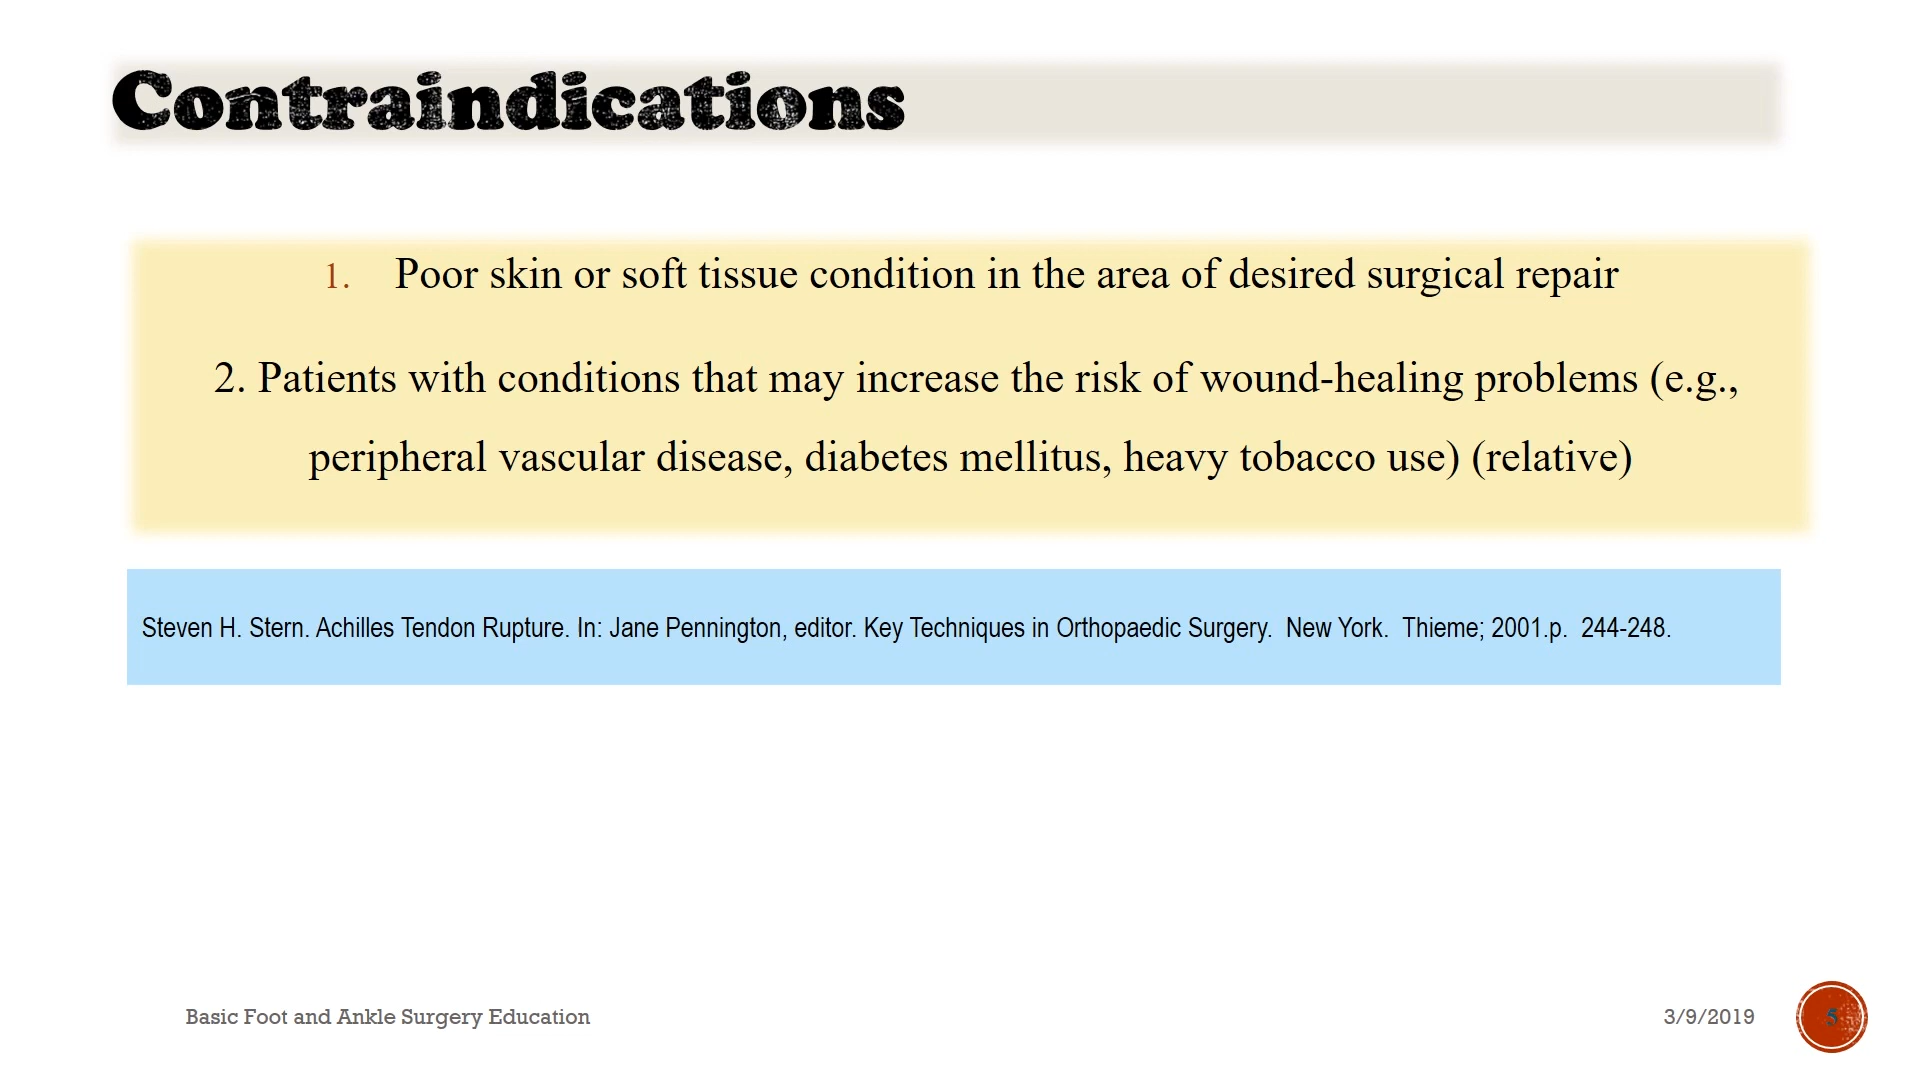 Contraindications
1. Poor skin or soft tissue condition in the area of desired surgical repair
2. Patients with conditions that may increase the risk of wound-healing problems (e.g.,
peripheral vascular disease, diabetes mellitus, heavy tobacco use) (relative)
Steven H. Stern. Achilles Tendon Rupture. In: Jane Pennington, editor. Key Techniques in Orthopaedic Surgery.  New York.  Thieme; 2001.p.  244-248.
Basic Foot and Ankle Surgery Education
3/9/2019
5